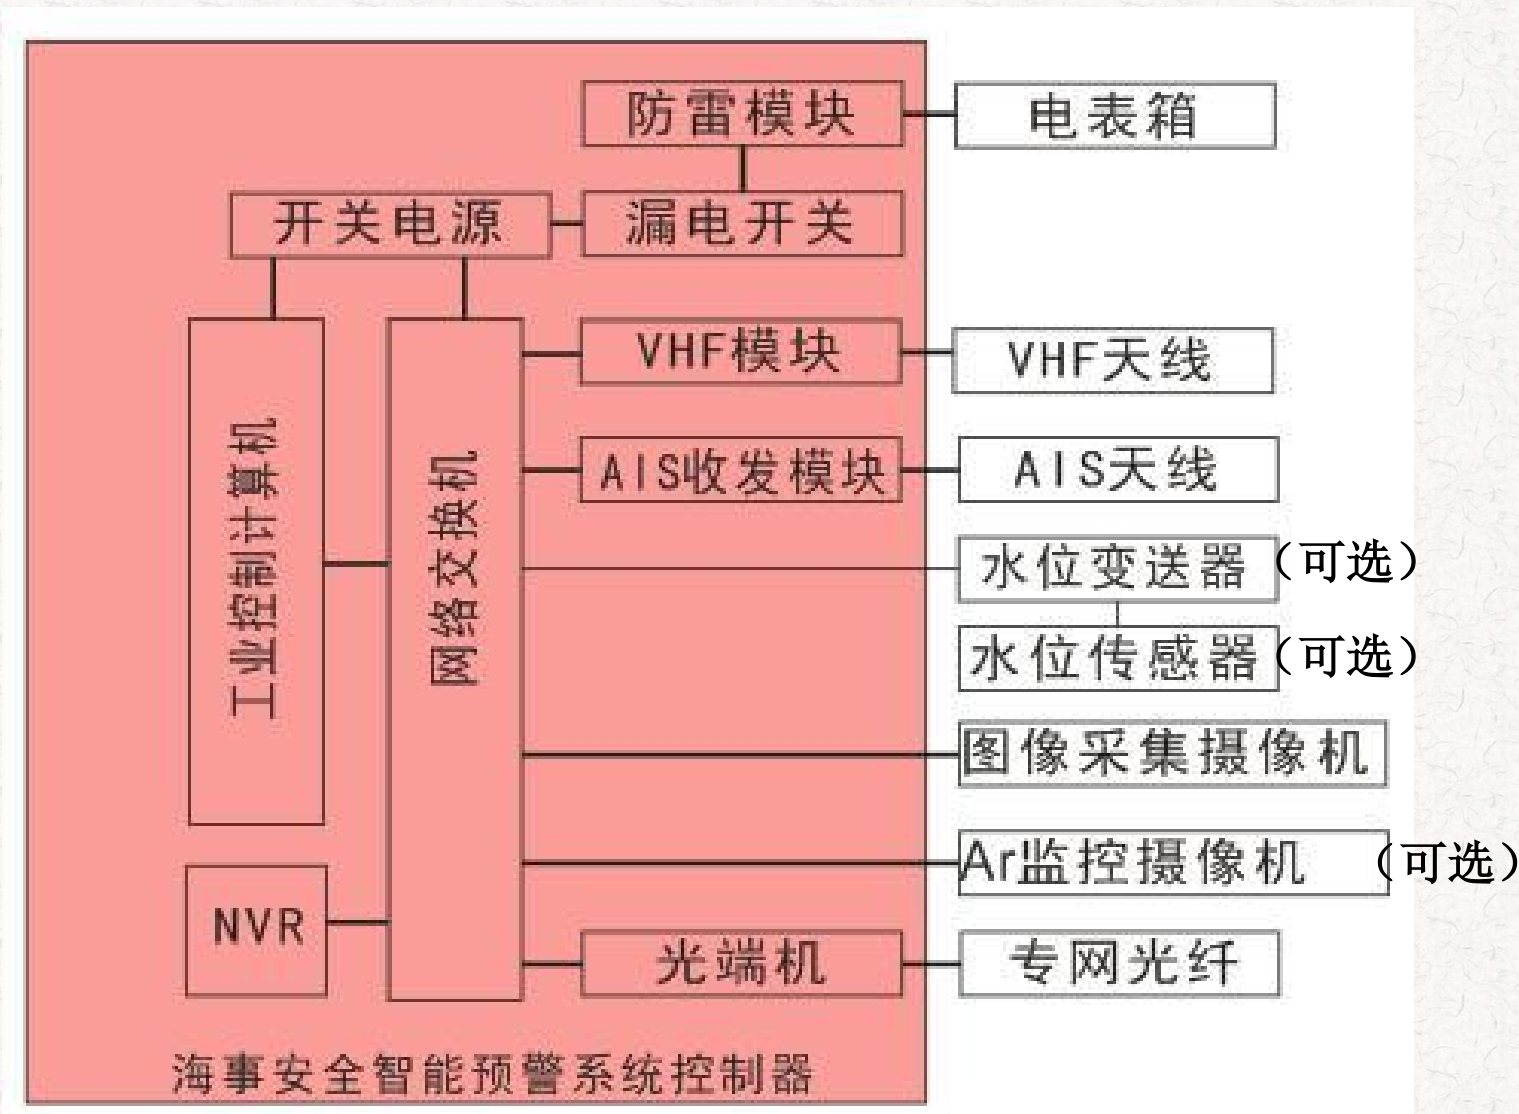 防雷模块
电表箱
开关电源
漏电开关
VHF模块
VHF天线
工业控制计算机
网络交换机
AIS收发模块
AIS天线
水位变送器（可选）
水位传感器（可选）
图像采集摄像机
Ar监控摄像机（可选）
NVR
光端机
专网光纤
海事安全智能预警系统控制器